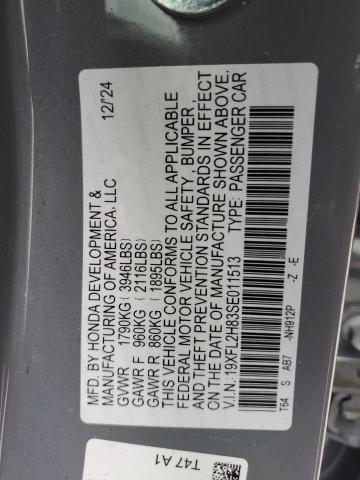 MFD. BY HONDA DEVELOPMENT &
MANUFACTURING OF AMERICA, LLC 12/'24
GVWR 1790KG(3946LBS)
GAWR F 960KG(2116LBS)
GAWR R 860KG(1895LBS)
THIS VEHICLE CONFORMS TO ALL APPLICABLE
FEDERAL MOTOR VEHICLE SAFETY, BUMPER,
AND THEFT PREVENTION STANDARDS IN EFFECT
ON THE DATE OF MANUFACTURE SHOWN ABOVE.
V.I.N.:19XFL2H83SE011513 TYPE: PASSENGER CAR
T64 S AB7 -NH912P -Z -E
T47A1